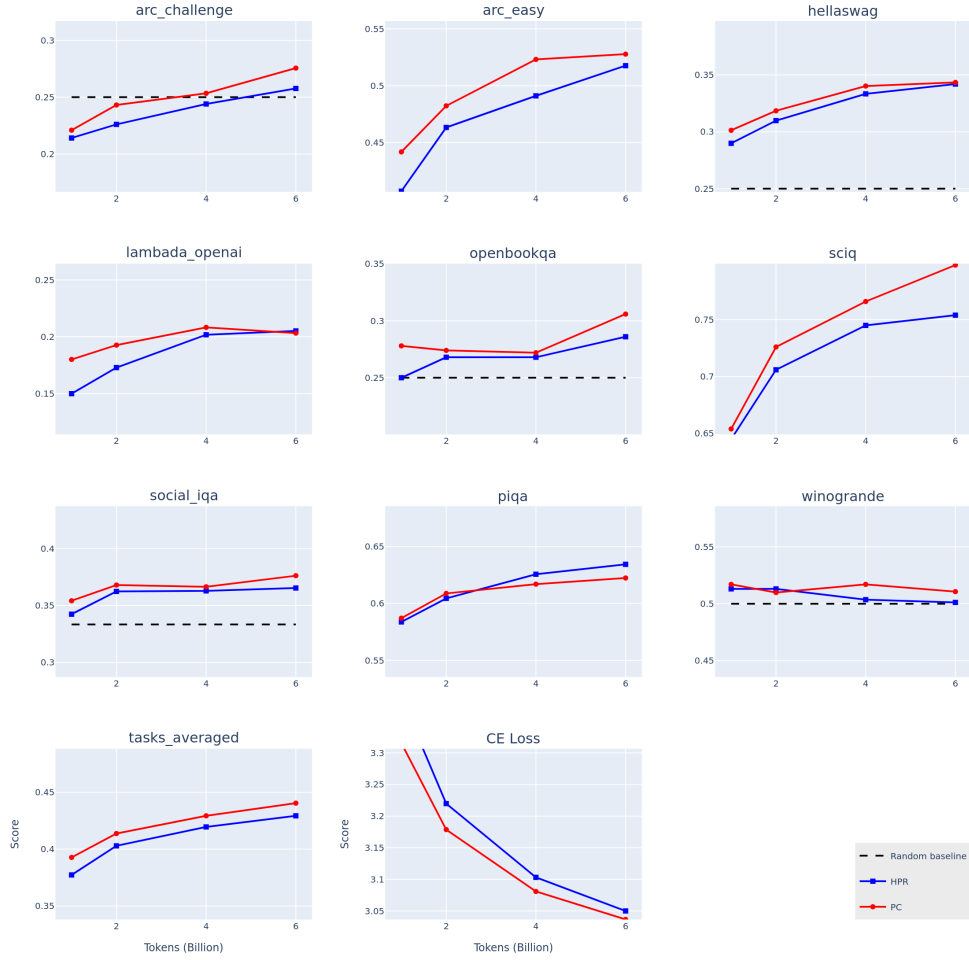 arc_challenge
0.3
0.25
0.2
2 4 6
arc_easy
0.55
0.5
0.45
2 4 6
hellaswag
0.35
0.3
0.25
2 4 6
lambada_openai
0.25
0.2
0.15
2 4 6
openbookqa
0.35
0.3
0.25
2 4 6
sciq
0.75
0.7
0.65
2 4 6
social_iqa
0.4
0.35
0.3
2 4 6
piqa
0.65
0.6
0.55
2 4 6
winogrande
0.55
0.5
0.45
2 4 6
tasks_averaged
Score
0.45
0.4
0.35
2 4 6
Tokens (Billion)
CE Loss
Score
3.3
3.25
3.2
3.15
3.1
3.05
2 4 6
Tokens (Billion)
Random baseline
HPR
PC